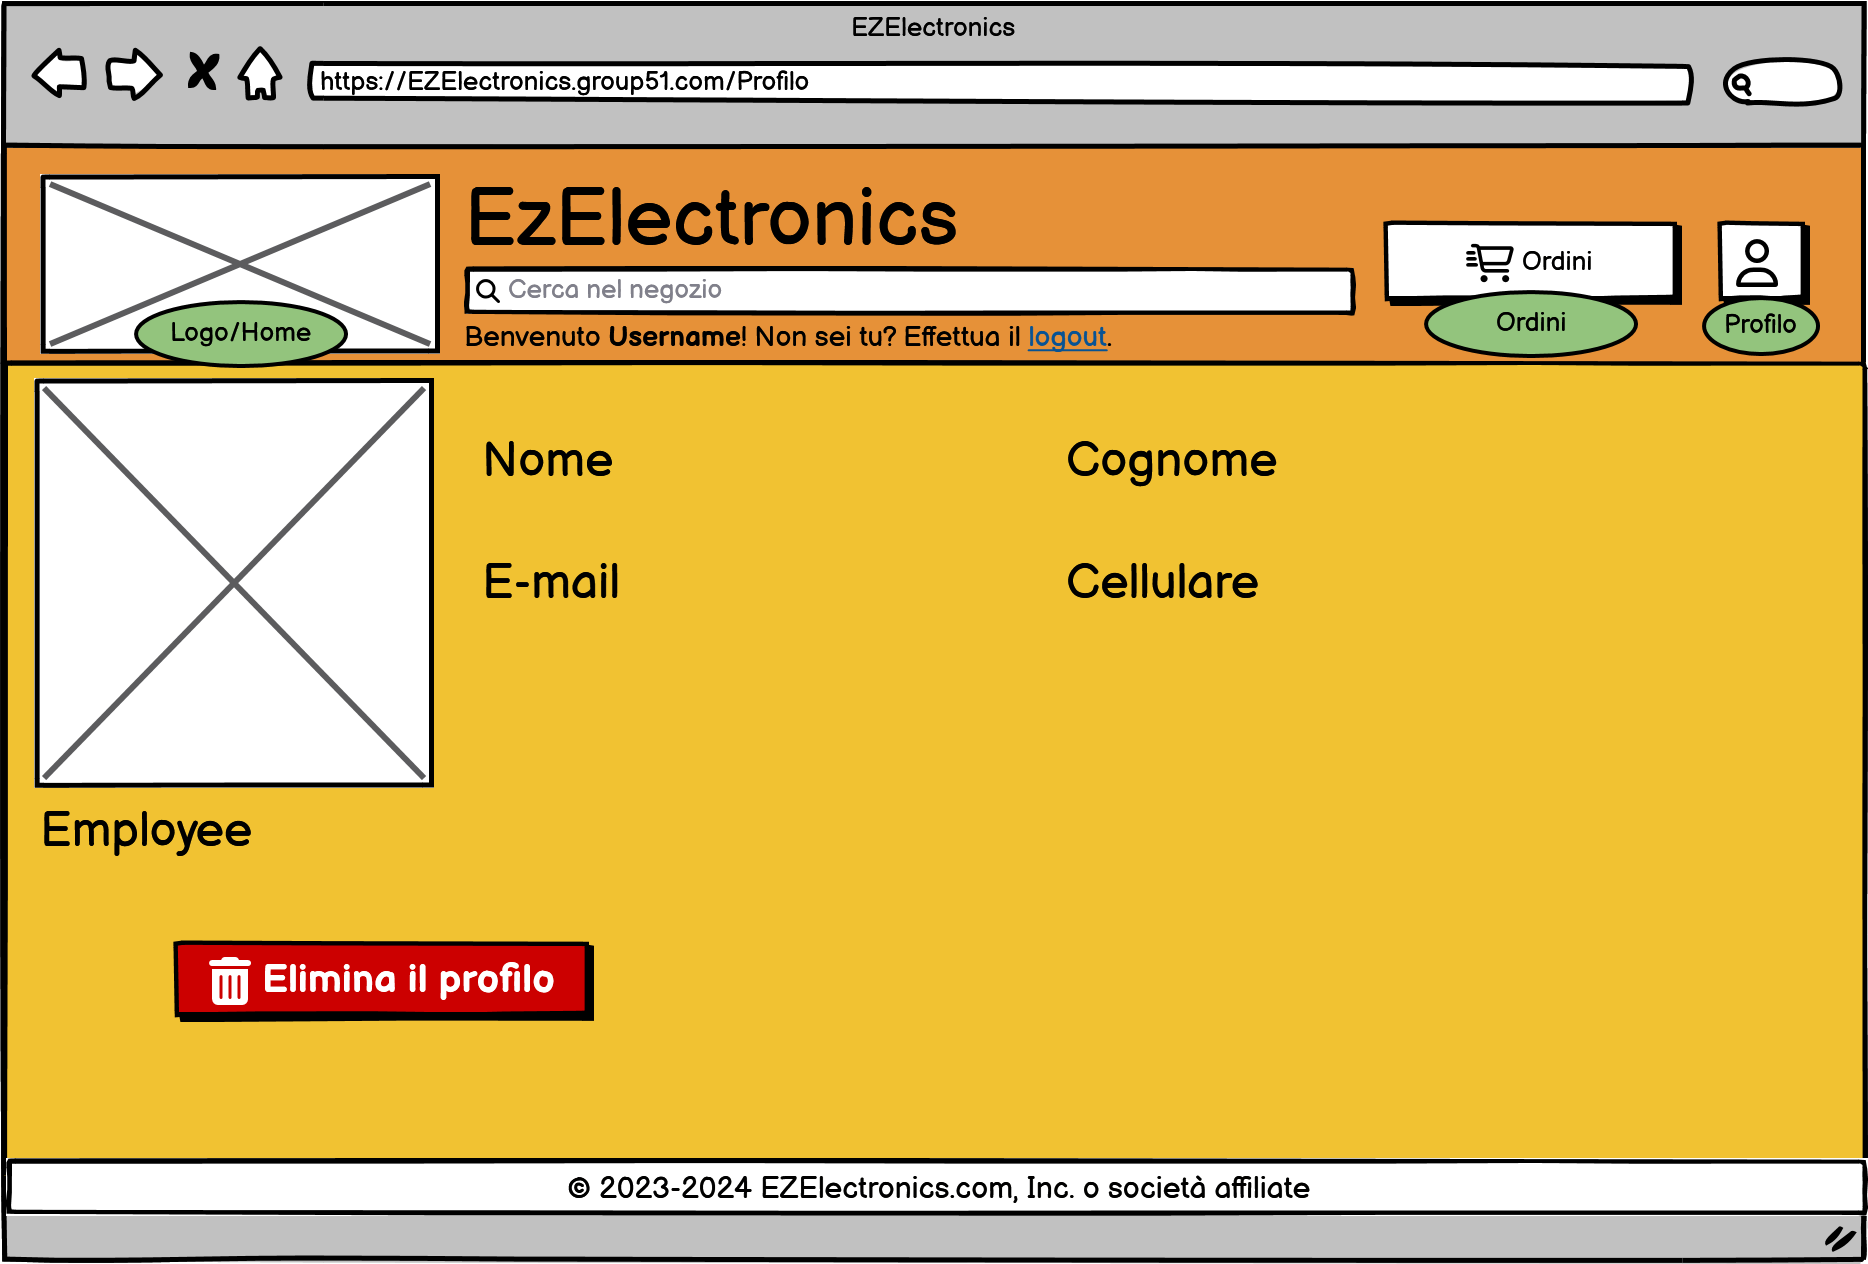 EZElectronics
https://EZElectronics.group51.com/Profilo
EzElectronics
Cerca nel negozio
Benvenuto Username! Non sei tu? Effettua il logout.
Logo/Home
Ordini
Ordini
Profilo
Nome
Cognome
E-mail
Cellulare
Employee
Elimina il profilo
© 2023-2024 EZElectronics.com, Inc. o società affiliate